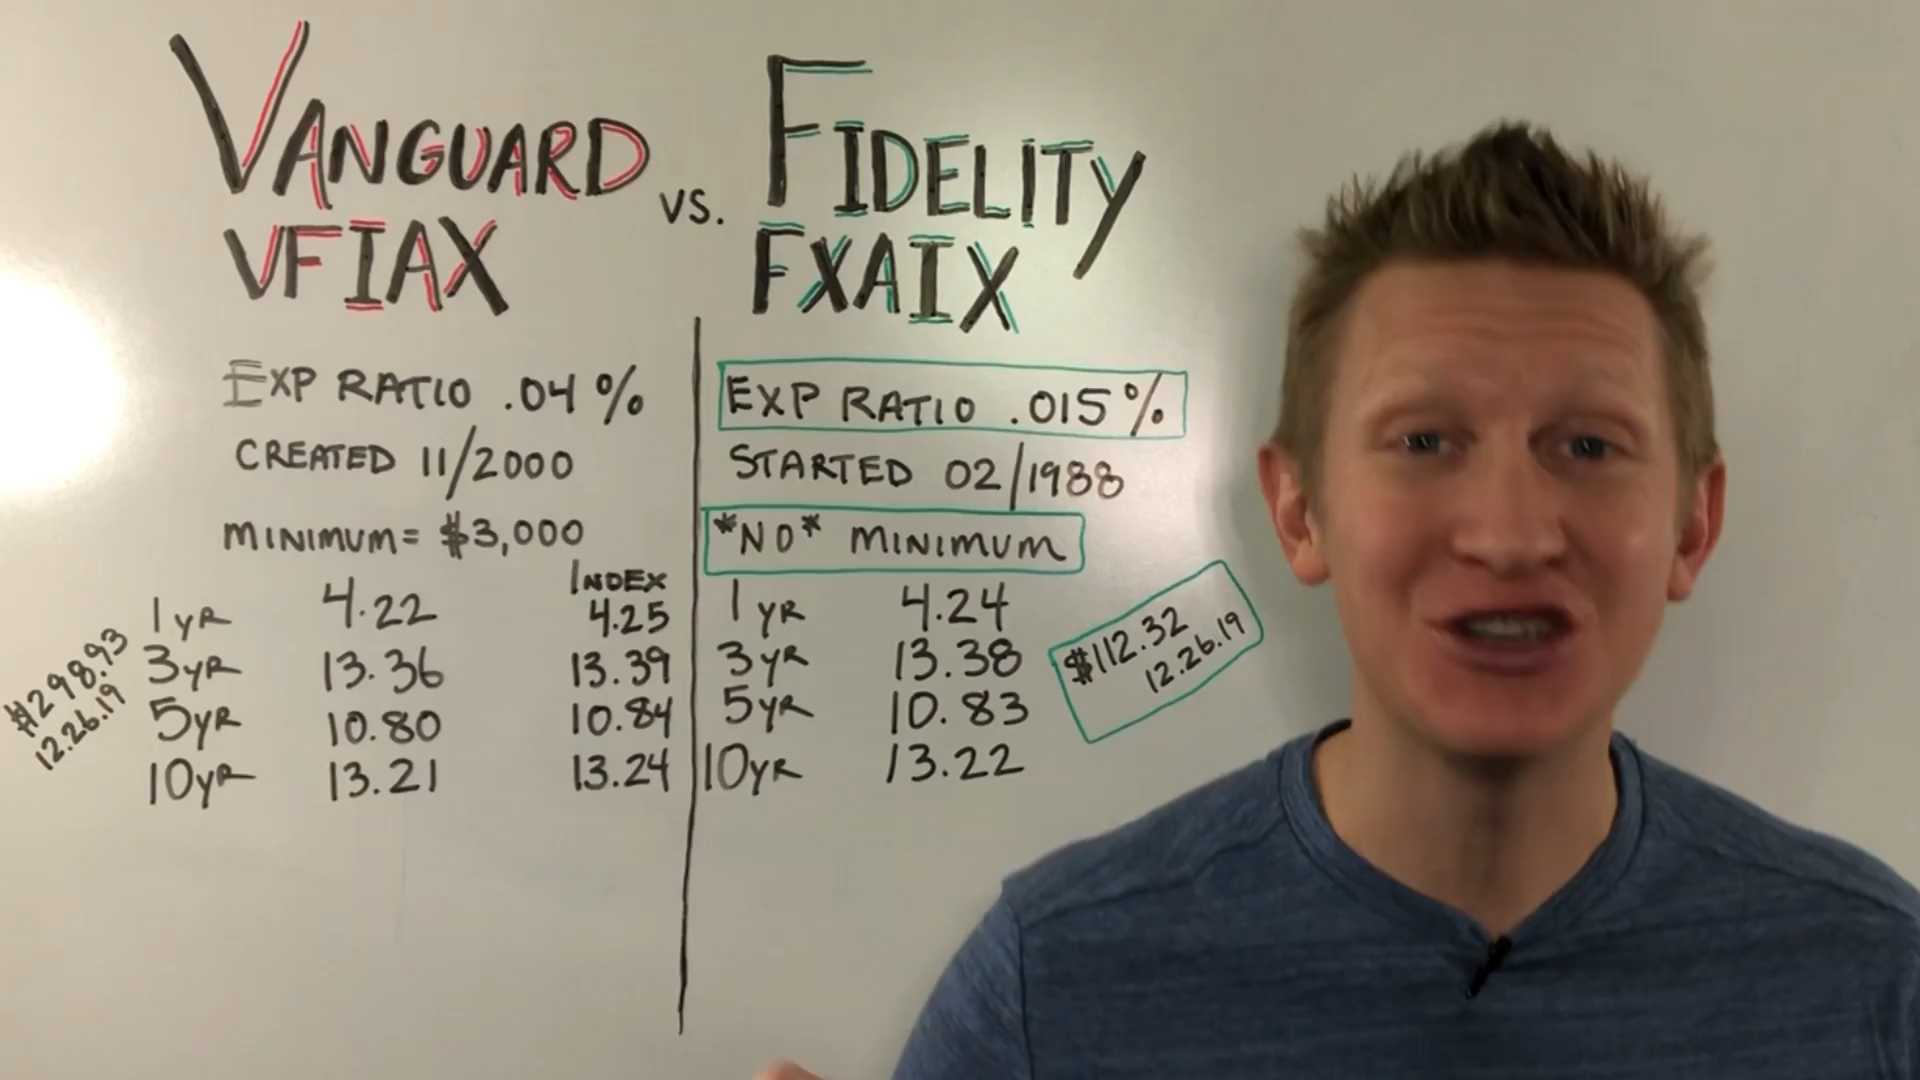 VANGUARD
VFIAX
vs.
FIDELITY
FXAIX
EXP RATIO .04%
CREATED 11/2000
MINIMUM= $3,000
INDEX
1 YR 4.22 4.25
3 YR 13.36 13.39
5 YR 10.80 10.84
10 YR 13.21 13.24
$298.93
12.26.19
EXP RATIO .015%
STARTED 02/1988
*NO* MINIMUM
1 YR 4.24
3 YR 13.38
5 YR 10.83
10 YR 13.22
$112.32
12.26.19